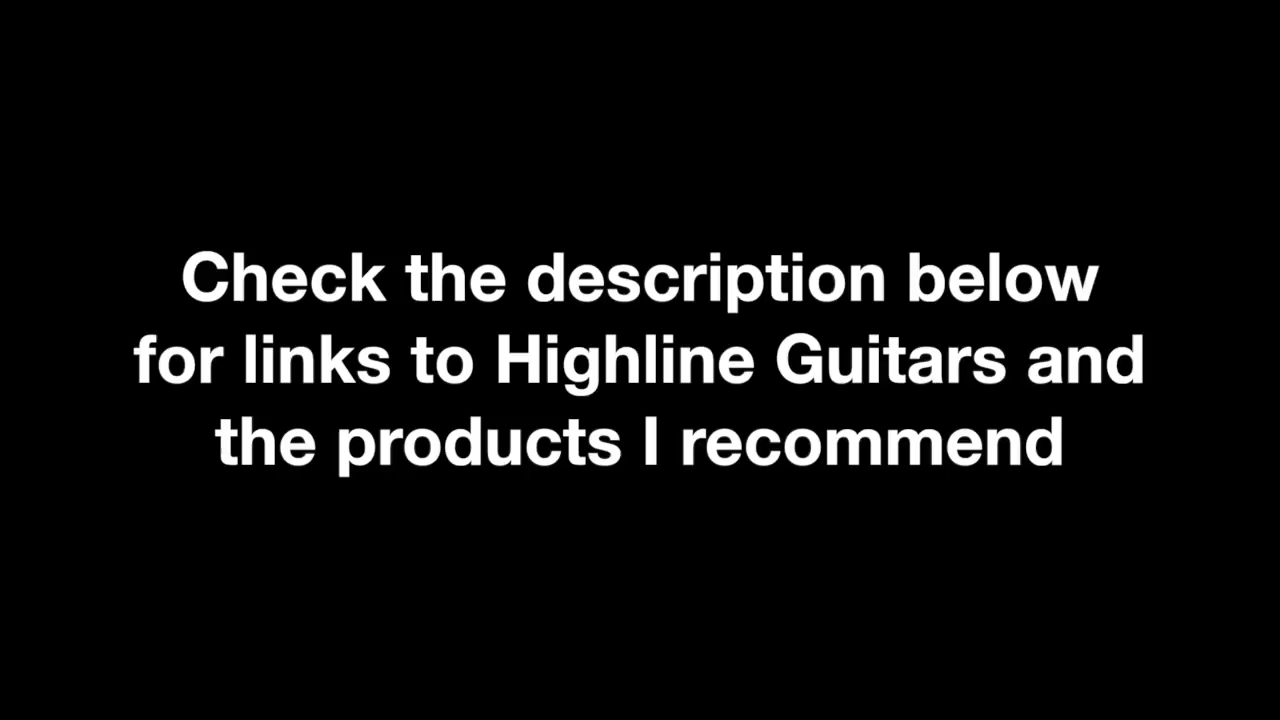 Check the description below
for links to Highline Guitars and
the products I recommend